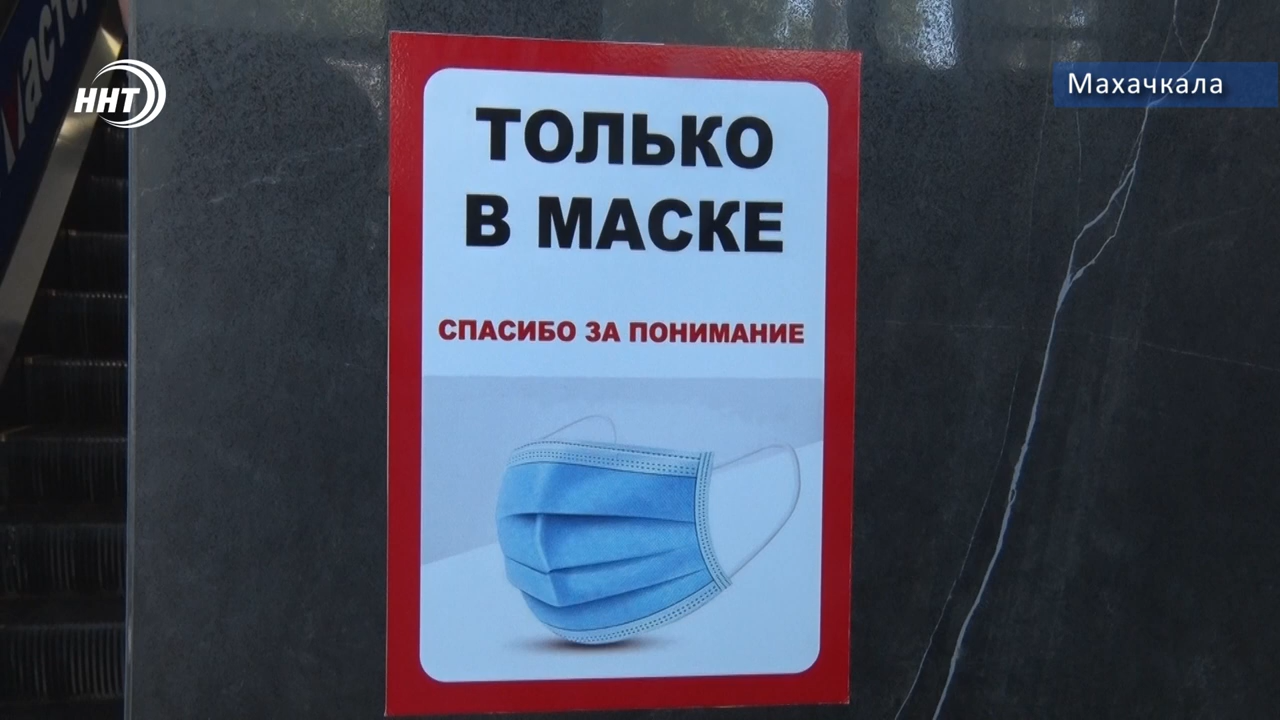 ННТ
Махачкала
ТОЛЬКО
В МАСКЕ
СПАСИБО ЗА ПОНИМАНИЕ